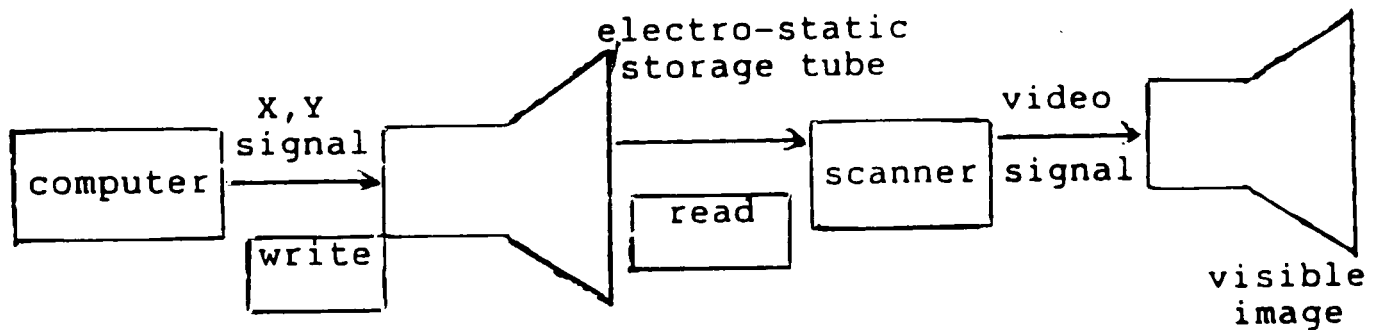 computer
X,Y
signal
write
electro-static
storage tube
read
scanner
video
signal
visible
image